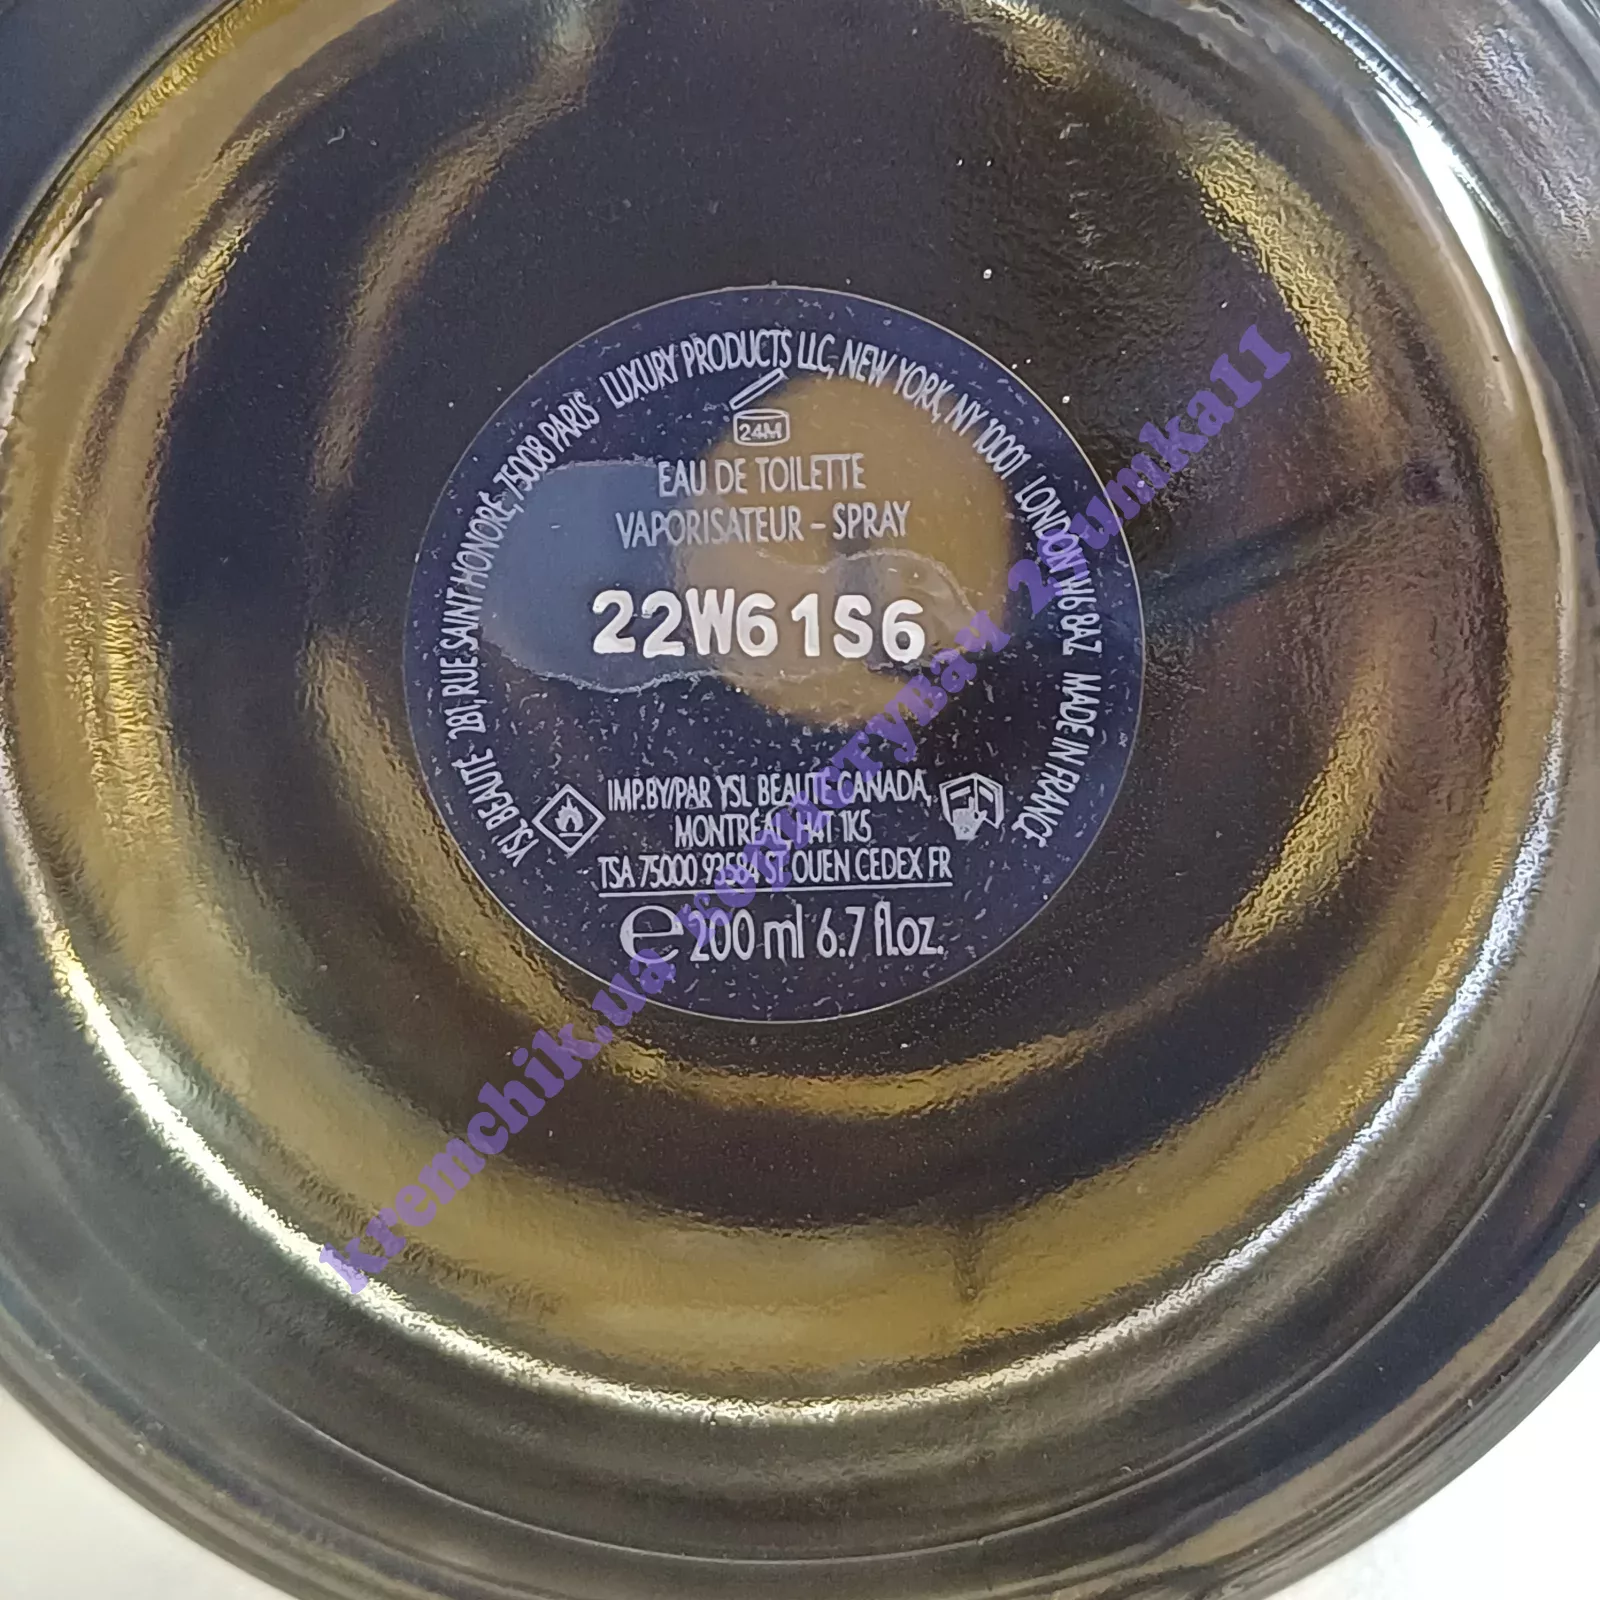 YSL BEAUTÉ 281, RUE SAINT HONORÉ, 75008 PARIS LUXURY PRODUCTS LLC, NEW YORK, NY 10001 LONDON W6 8AZ MADE IN FRANCE
24M
EAU DE TOILETTE
VAPORISATEUR – SPRAY
22W61S6
IMP.BY/PAR YSL BEAUTÉ CANADA,
MONTRÉAL H4T 1K5
TSA 75000 93584 ST OUEN CEDEX FR
e 200 ml 6.7 fl.oz.
kremchik.ua